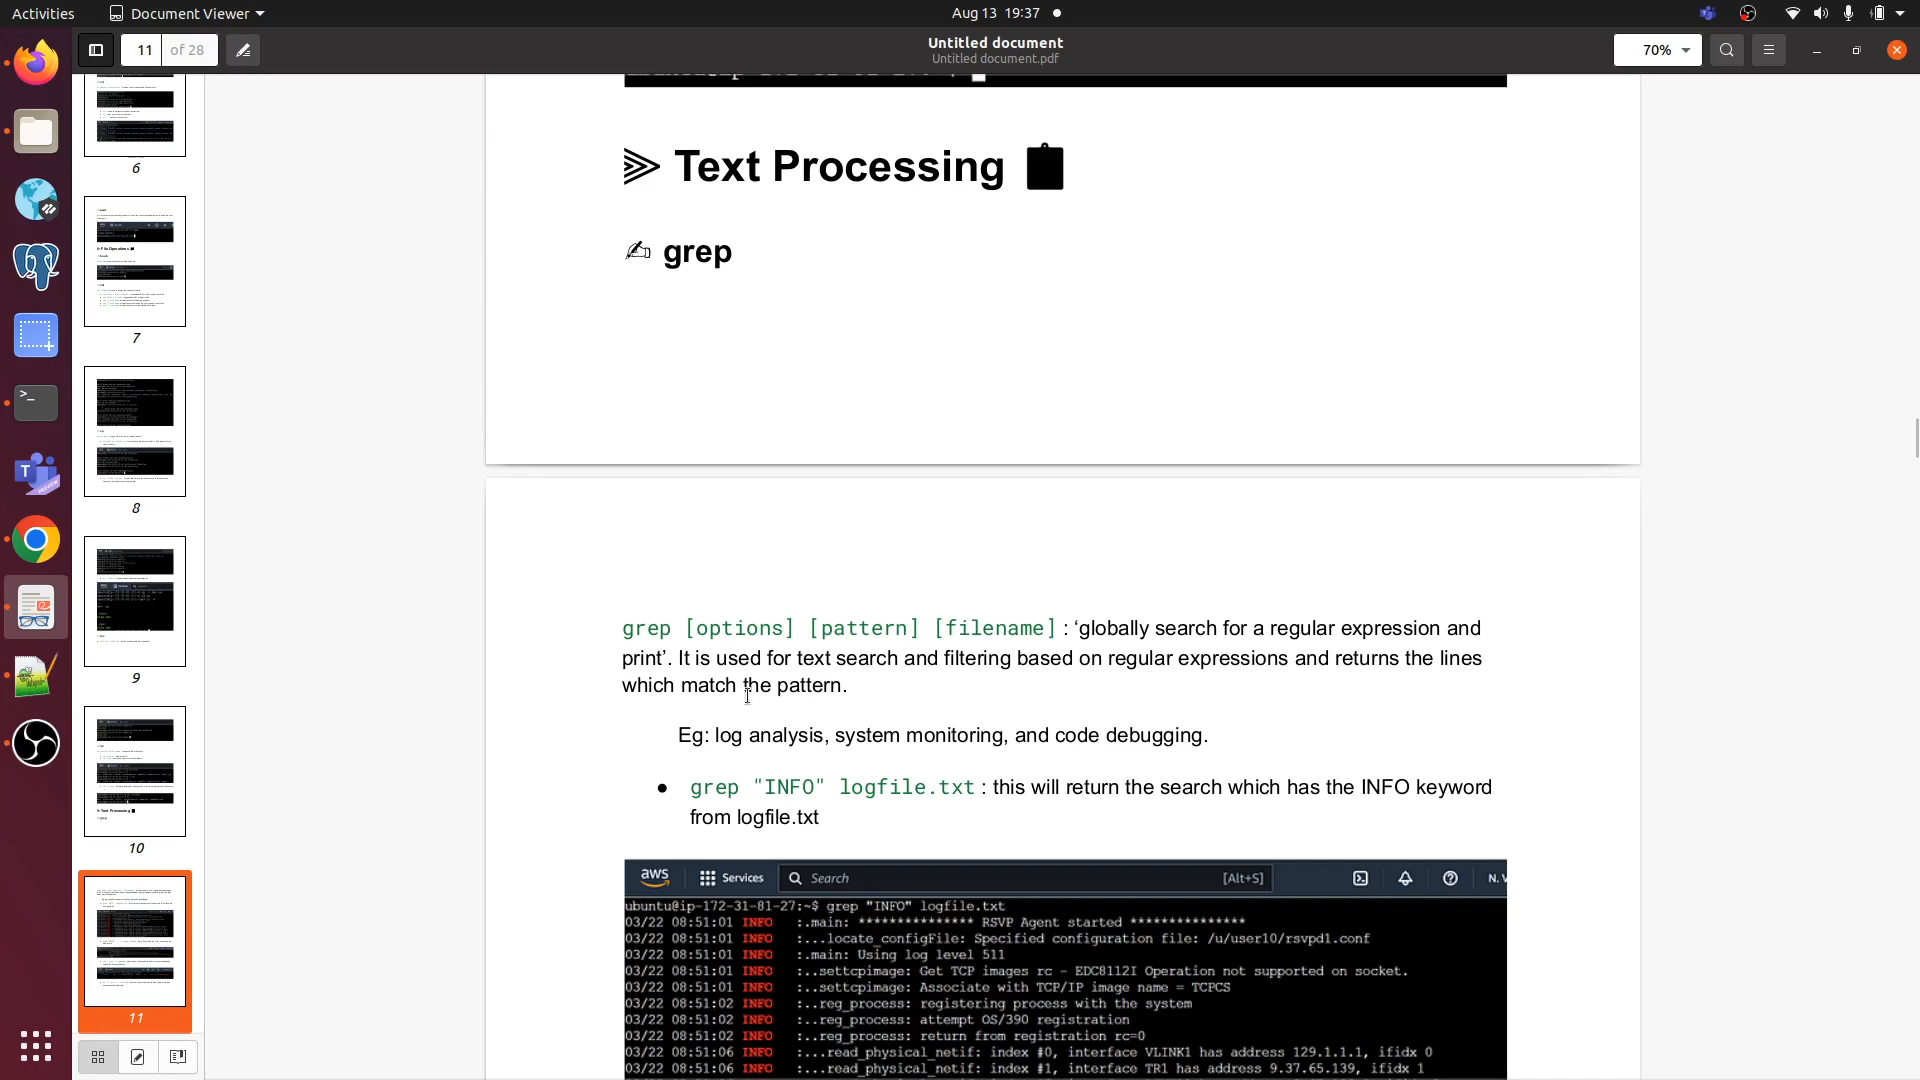 Activities
Document Viewer
Aug 13 19:37
11 of 28
Untitled document
Untitled document.pdf
70%
6
7
8
9
10
11
Text Processing
grep
grep [options] [pattern] [filename] : ‘globally search for a regular expression and
print’. It is used for text search and filtering based on regular expressions and returns the lines
which match the pattern.
Eg: log analysis, system monitoring, and code debugging.
● grep "INFO" logfile.txt : this will return the search which has the INFO keyword
from logfile.txt
aws Services Search [Alt+S] N. V
ubuntu@ip-172-31-81-27:~$ grep "INFO" logfile.txt
03/22 08:51:01 INFO :.main: *************** RSVP Agent started ***************
03/22 08:51:01 INFO :...locate_configFile: Specified configuration file: /u/user10/rsvpd1.conf
03/22 08:51:01 INFO :.main: Using log level 511
03/22 08:51:01 INFO :..settcpimage: Get TCP images rc - EDC8112I Operation not supported on socket.
03/22 08:51:01 INFO :..settcpimage: Associate with TCP/IP image name = TCPCS
03/22 08:51:02 INFO :..reg_process: registering process with the system
03/22 08:51:02 INFO :..reg_process: attempt OS/390 registration
03/22 08:51:02 INFO :..reg_process: return from registration rc=0
03/22 08:51:06 INFO :...read_physical_netif: index #0, interface VLINK1 has address 129.1.1.1, ifidx 0
03/22 08:51:06 INFO :...read_physical_netif: index #1, interface TR1 has address 9.37.65.139, ifidx 1